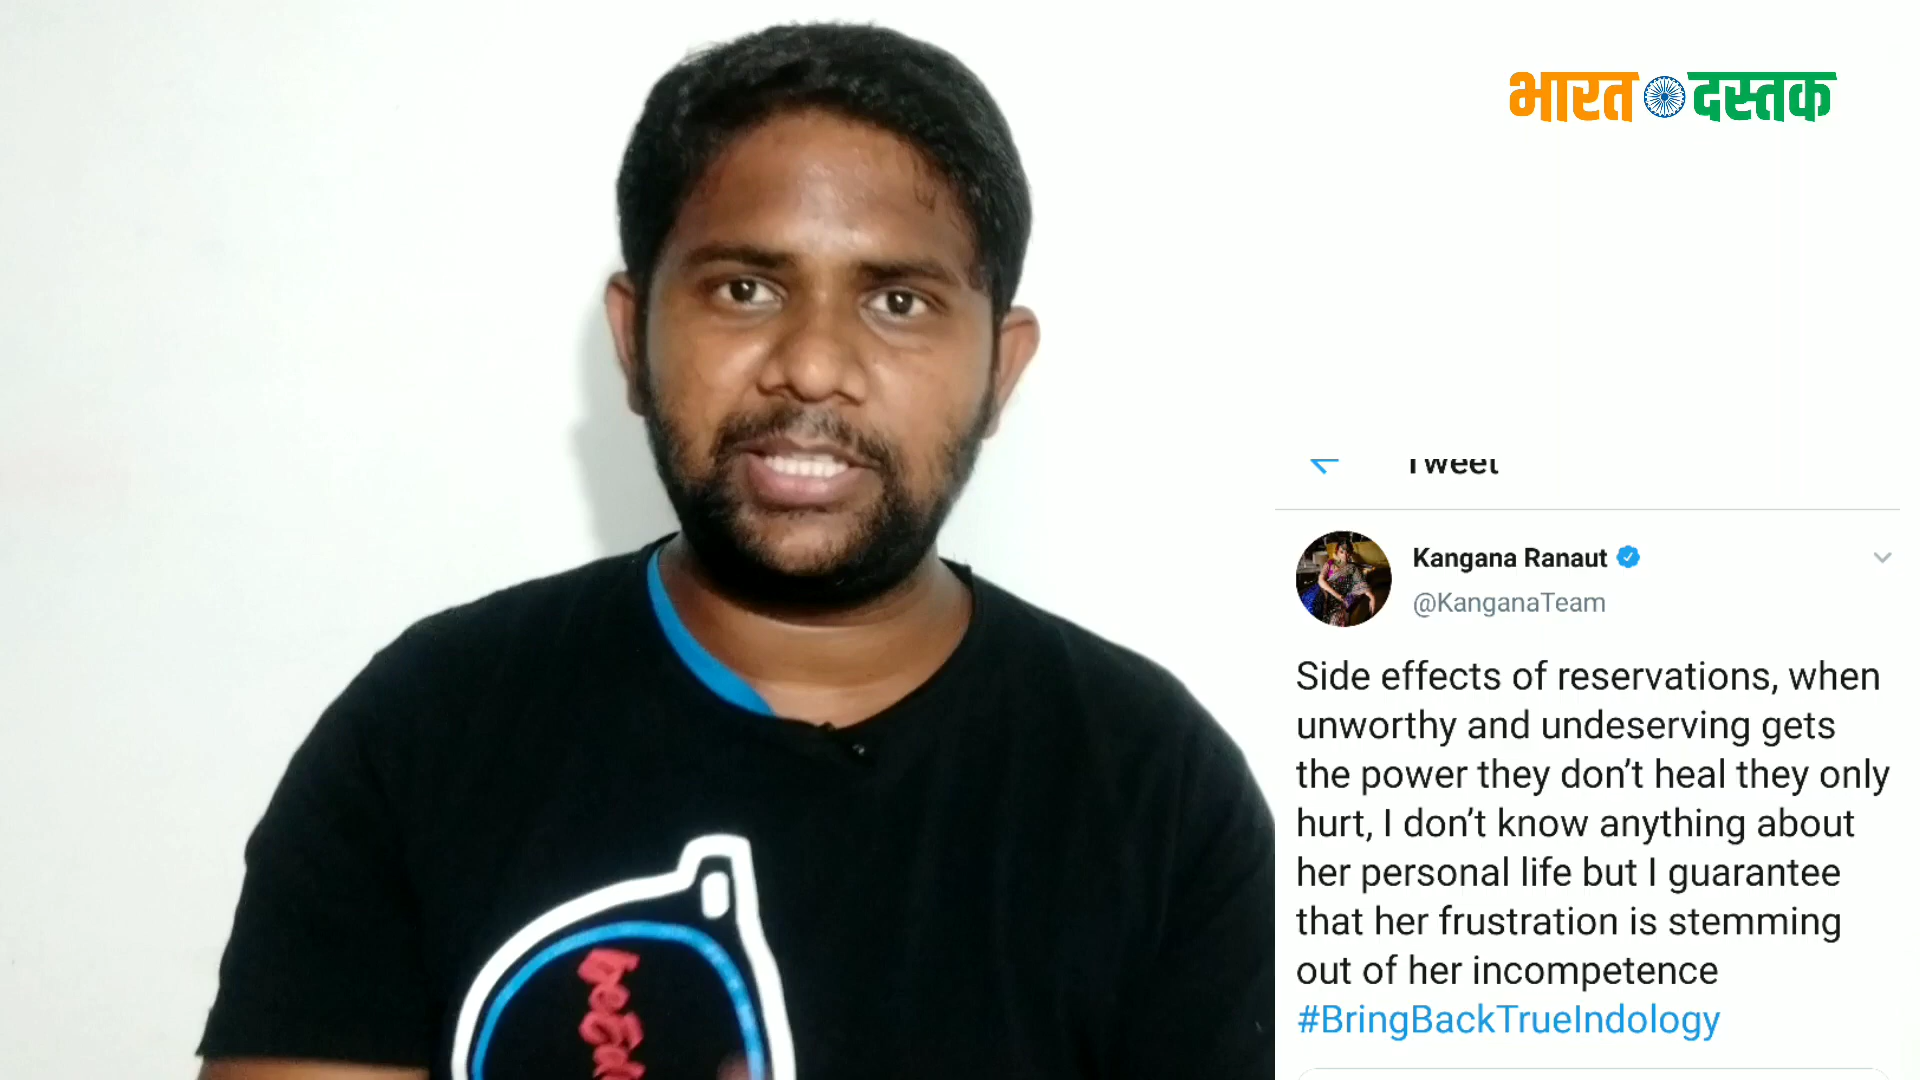 भारत दस्तक
Tweet
Kangana Ranaut
@KanganaTeam
Side effects of reservations, when
unworthy and undeserving gets
the power they don’t heal they only
hurt, I don’t know anything about
her personal life but I guarantee
that her frustration is stemming
out of her incompetence
#BringBackTrueIndology